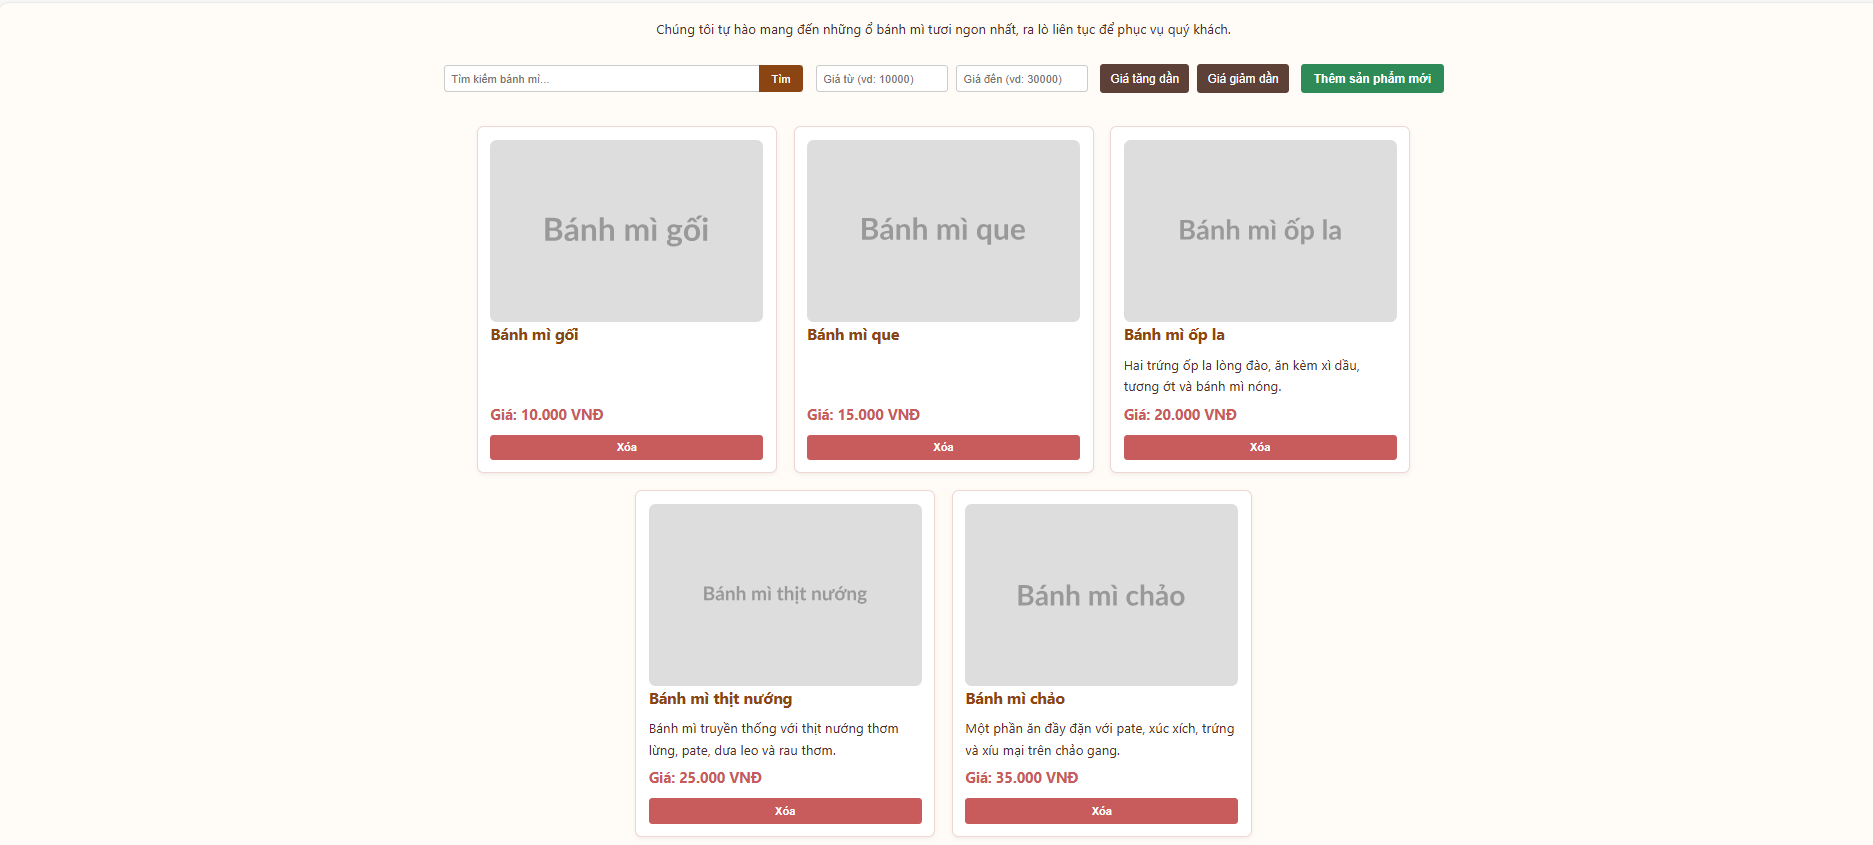 Chúng tôi tự hào mang đến những ổ bánh mì tươi ngon nhất, ra lò liên tục để phục vụ quý khách.
Tìm kiếm bánh mì...
Tìm
Giá từ (vd: 10000)
Giá đến (vd: 30000)
Giá tăng dần
Giá giảm dần
Thêm sản phẩm mới
Bánh mì gối
Bánh mì gối
Giá: 10.000 VNĐ
Xóa
Bánh mì que
Bánh mì que
Giá: 15.000 VNĐ
Xóa
Bánh mì ốp la
Bánh mì ốp la
Hai trứng ốp la lòng đào, ăn kèm xì dầu,
tương ớt và bánh mì nóng.
Giá: 20.000 VNĐ
Xóa
Bánh mì thịt nướng
Bánh mì thịt nướng
Bánh mì truyền thống với thịt nướng thơm
lừng, pate, dưa leo và rau thơm.
Giá: 25.000 VNĐ
Xóa
Bánh mì chảo
Bánh mì chảo
Một phần ăn đầy đặn với pate, xúc xích, trứng
và xíu mại trên chảo gang.
Giá: 35.000 VNĐ
Xóa